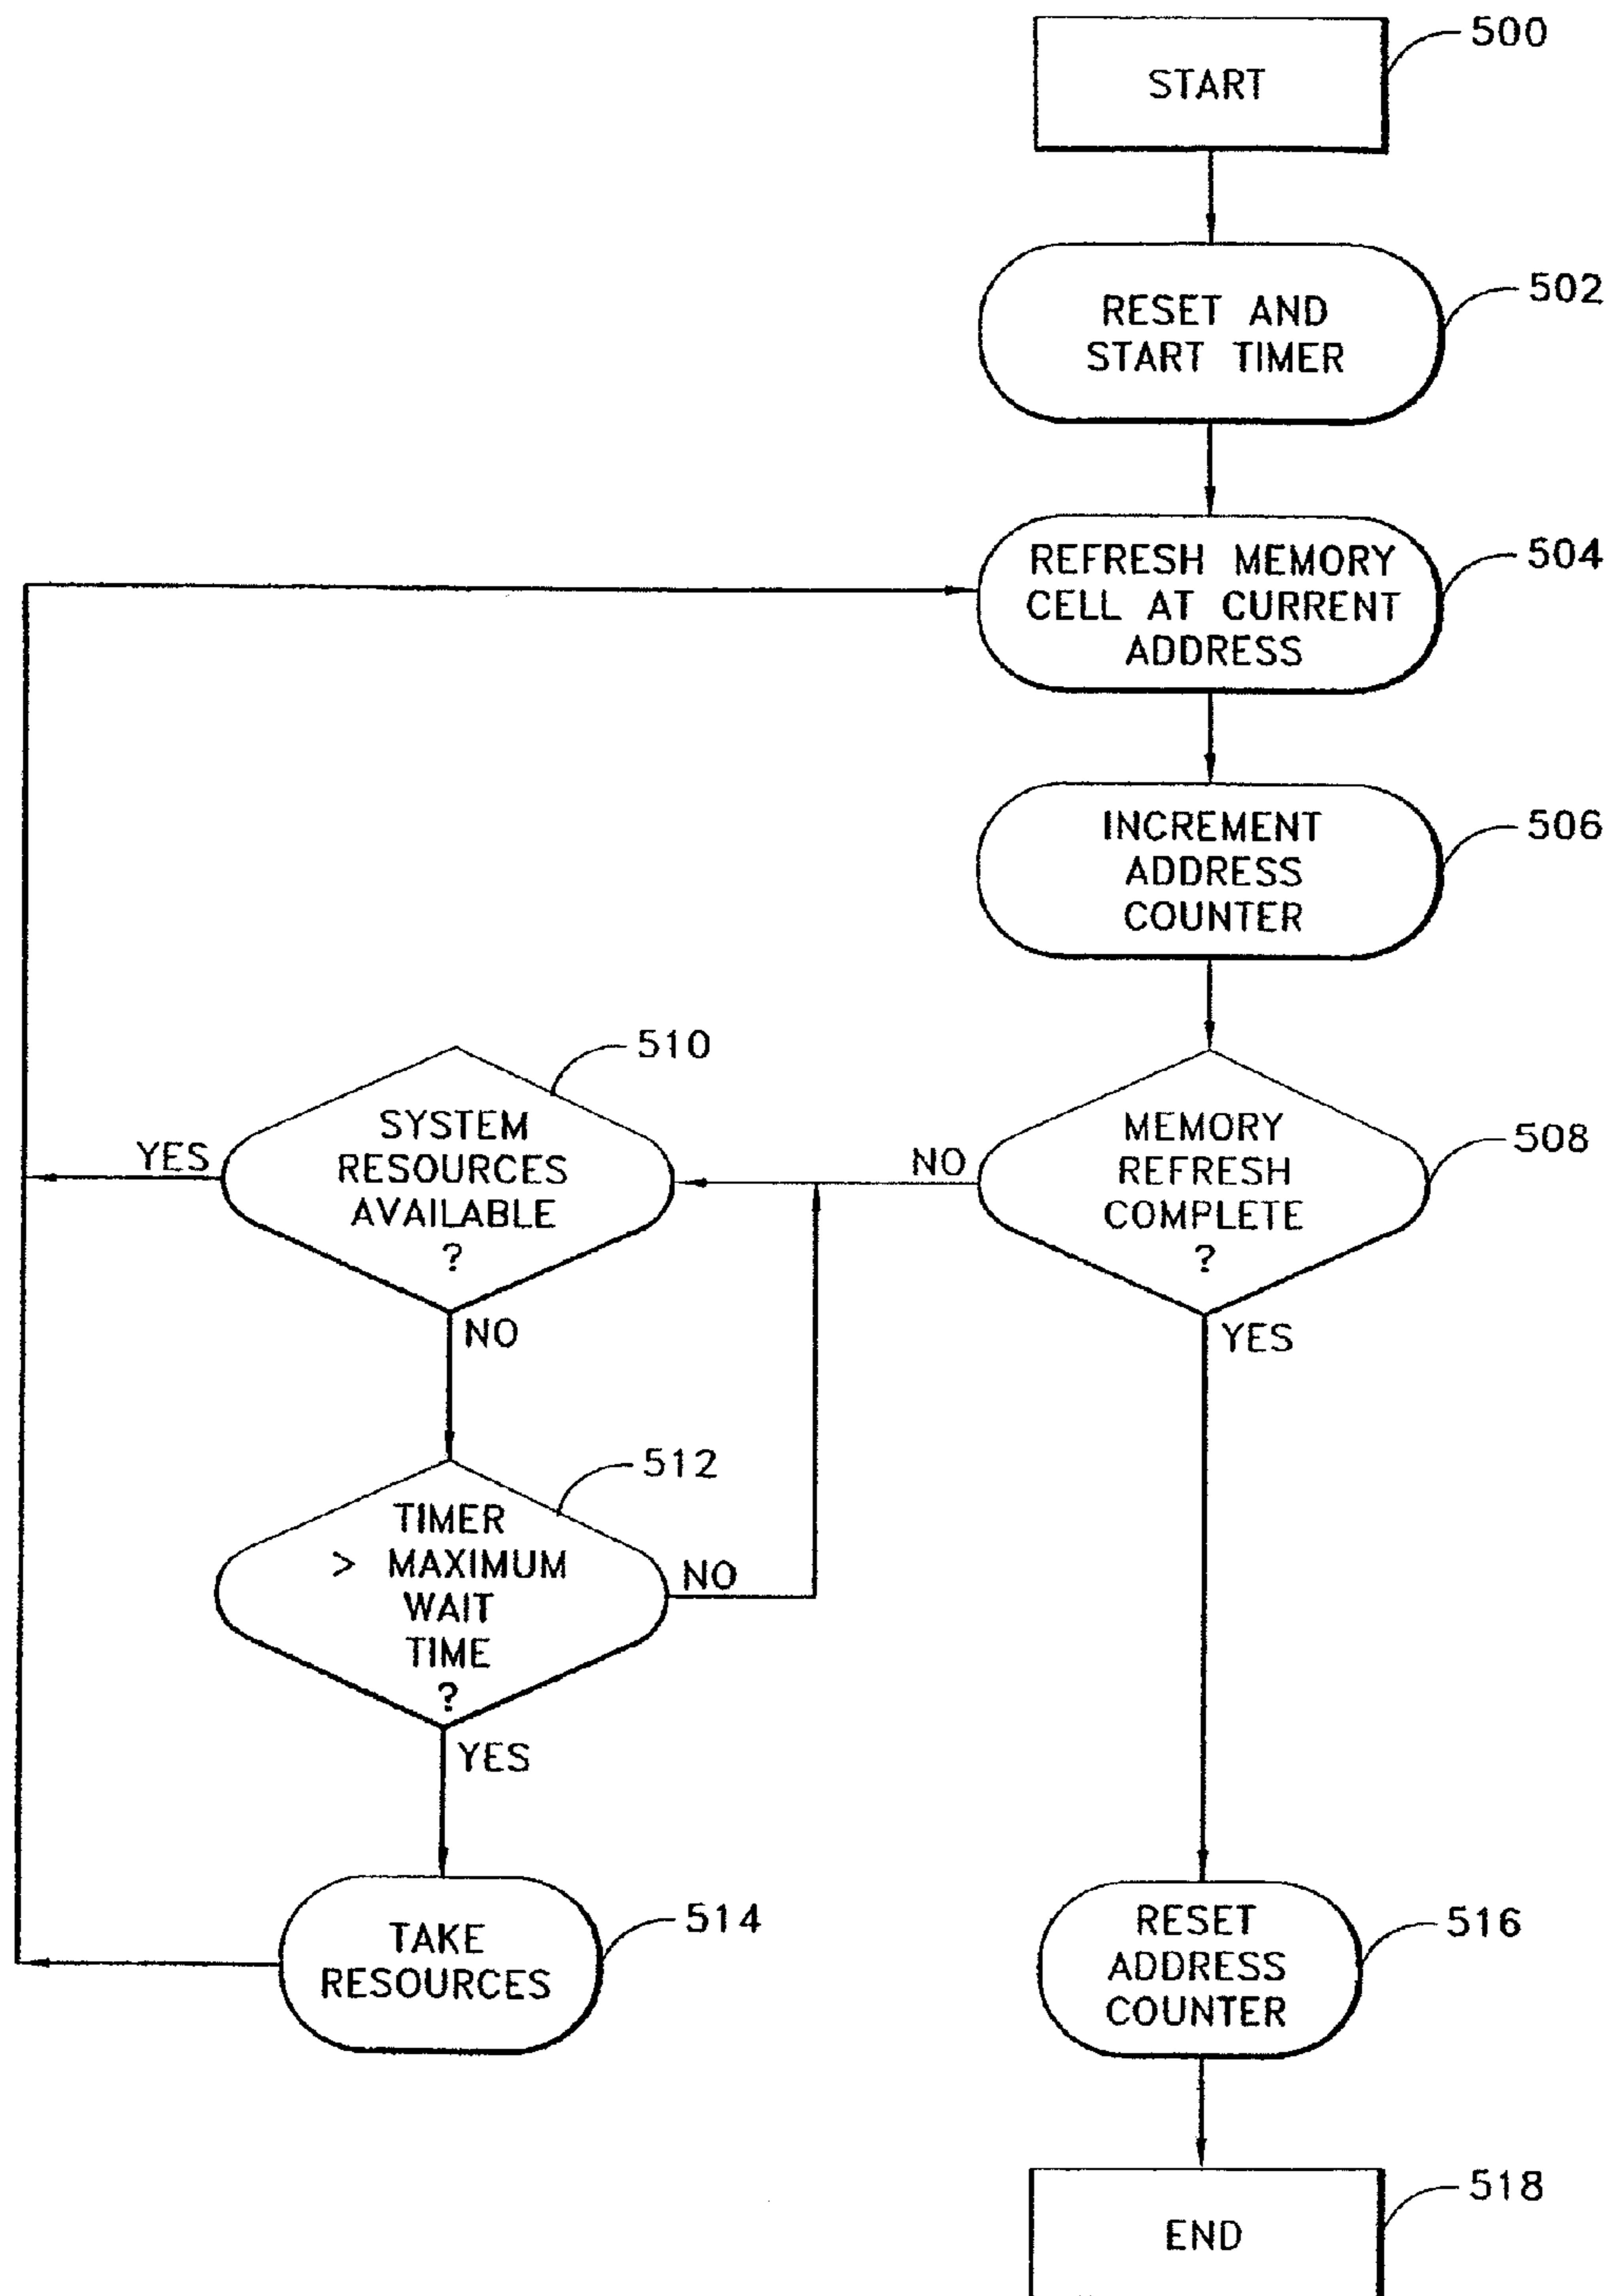 START
500
RESET AND
START TIMER
502
REFRESH MEMORY
CELL AT CURRENT
ADDRESS
504
INCREMENT
ADDRESS
COUNTER
506
MEMORY
REFRESH
COMPLETE
?
508
NO
YES
SYSTEM
RESOURCES
AVAILABLE
?
510
YES
NO
TIMER
> MAXIMUM
WAIT
TIME
?
512
NO
YES
TAKE
RESOURCES
514
RESET
ADDRESS
COUNTER
516
END
518